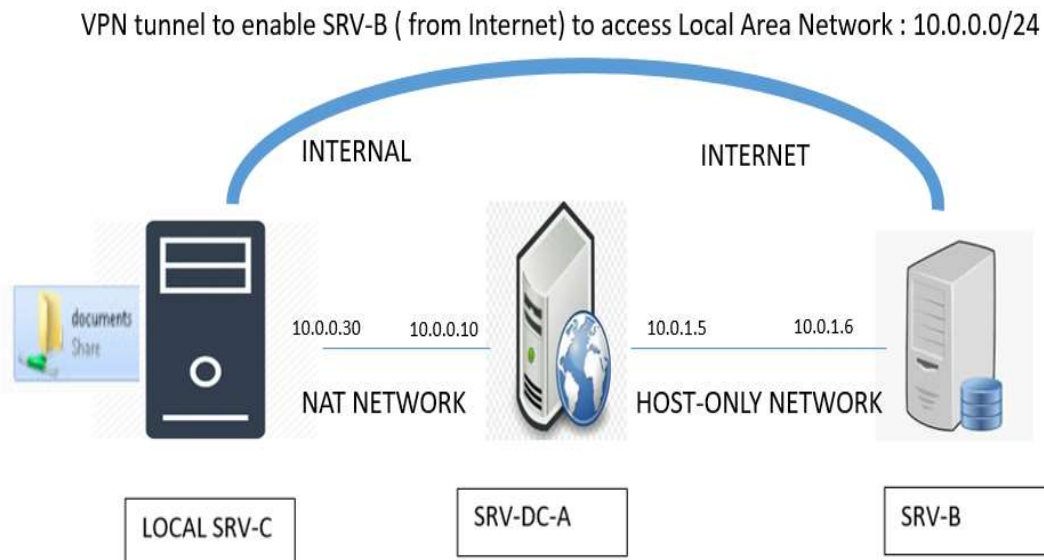 VPN tunnel to enable SRV-B ( from Internet) to access Local Area Network : 10.0.0.0/24
INTERNAL
INTERNET
documents
Share
10.0.0.30
10.0.0.10
10.0.1.5
10.0.1.6
NAT NETWORK
HOST-ONLY NETWORK
LOCAL SRV-C
SRV-DC-A
SRV-B